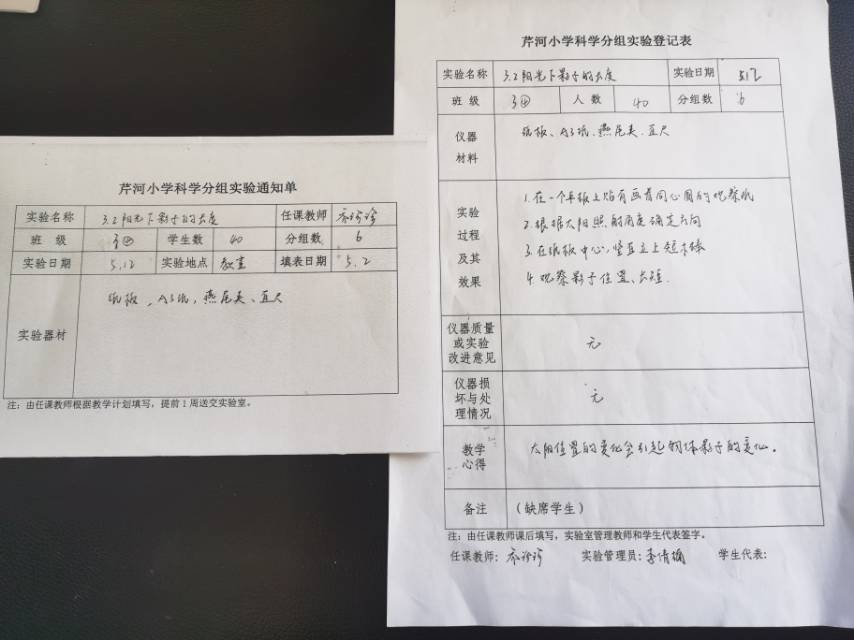 芹河小学科学分组实验通知单
实验名称 3.2阳光下影子的长度 任课教师
班 级 3④ 学生数 40 分组数 6
实验日期 5.12 实验地点 教室 填表日期 5.2
实验器材 纸板，A3纸，燕尾夹、直尺
注：由任课教师根据教学计划填写，提前1周送交实验室。
芹河小学科学分组实验登记表
实验名称 3.2阳光下影子的长度 实验日期 5.12
班 级 3④ 人 数 40 分组数 6
仪器材料 纸板、A3纸、燕尾夹、直尺
实验过程及其效果
1.在一个平板上贴有画着同心圆的观察纸
2.根据太阳照射角度确定方向
3.在纸板中心，竖直立上短木体
4.观察影子位置、长短.
仪器质量或实验改进意见 无
仪器损坏与处理情况 无
教学心得 太阳位置的变化会引起物体影子的变化。
备注 （缺席学生）
注：由任课教师课后填写，实验室管理教师和学生代表签字。
任课教师： 实验管理员：李倩 学生代表：